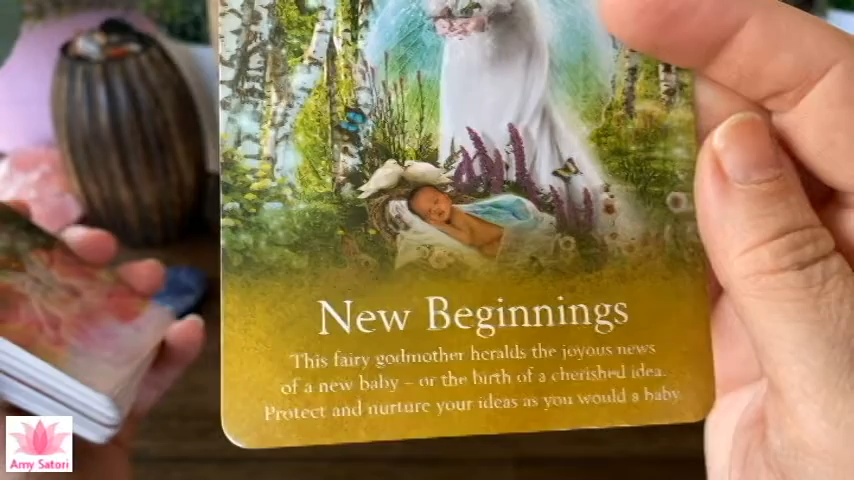 New Beginnings
This fairy godmother heralds the joyous news
of a new baby – or the birth of a cherished idea.
Protect and nurture your ideas as you would a baby.
Amy Satori